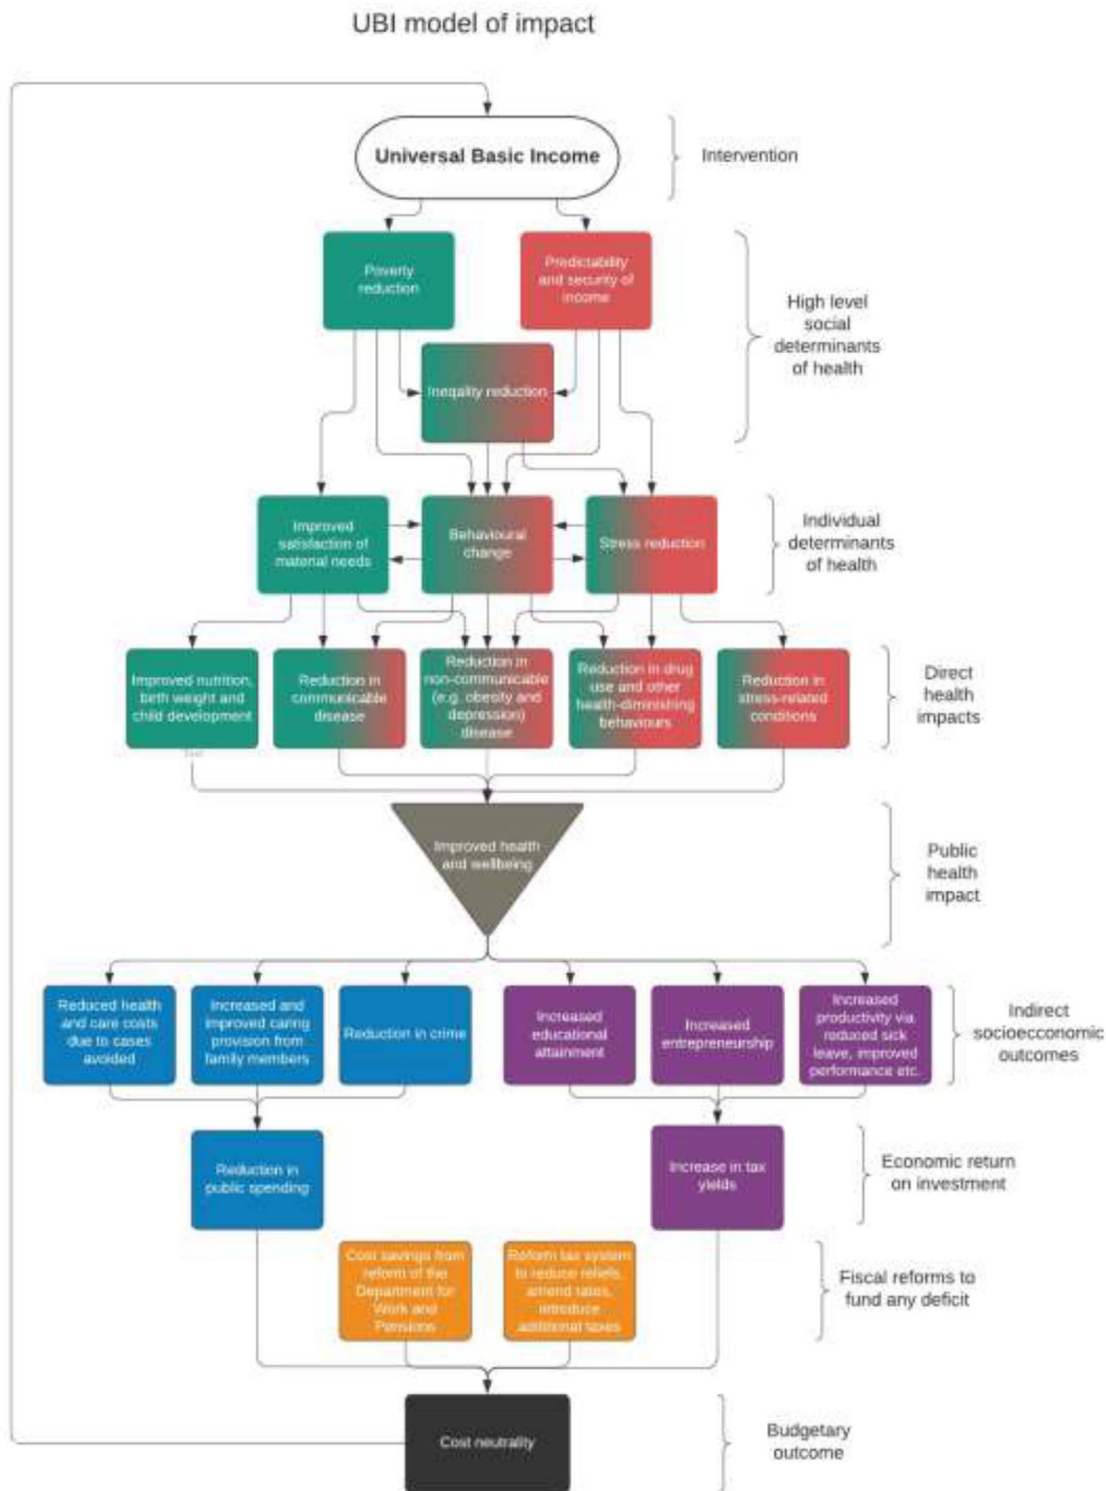 UBI model of impact
Universal Basic Income
Intervention
Poverty
reduction
Predictability
and security of
income
High level
social
determinants
of health
Ineqality reduction
Improved
satisfaction of
material needs
Behavioural
change
Stress reduction
Individual
determinants
of health
Improved nutrition,
birth weight and
child development
Reduction in
communicable
disease
Reduction in
non-communicable
(e.g. obesity and
depression)
disease
Reduction in drug
use and other
health-diminishing
behaviours
Reduction in
stress-related
conditions
Direct
health
impacts
Text
Improved health
and wellbeing
Public
health
impact
Reduced health
and care costs
due to cases
avoided
Increased and
improved caring
provision from
family members
Reduction in crime
Increased
educational
attainment
Increased
entrepreneurship
Increased
productivity via
reduced sick
leave, improved
performance etc.
Indirect
socioecconomic
outcomes
Reduction in
public spending
Increase in tax
yields
Economic return
on investment
Cost savings from
reform of the
Department for
Work and
Pensions
Reform tax system
to reduce reliefs,
amend rates,
introduce
additional taxes
Fiscal reforms to
fund any deficit
Cost neutrality
Budgetary
outcome